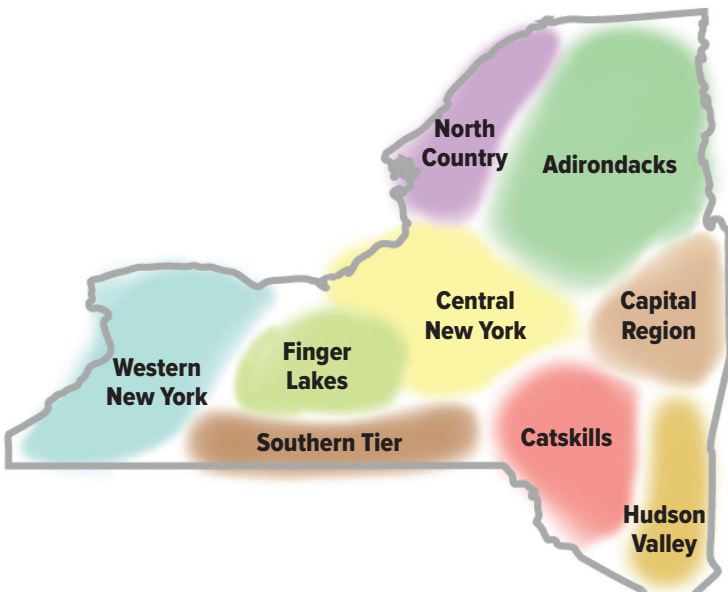 North
Country
Adirondacks
Central
New York
Capital
Region
Finger
Lakes
Western
New York
Southern Tier
Catskills
Hudson
Valley